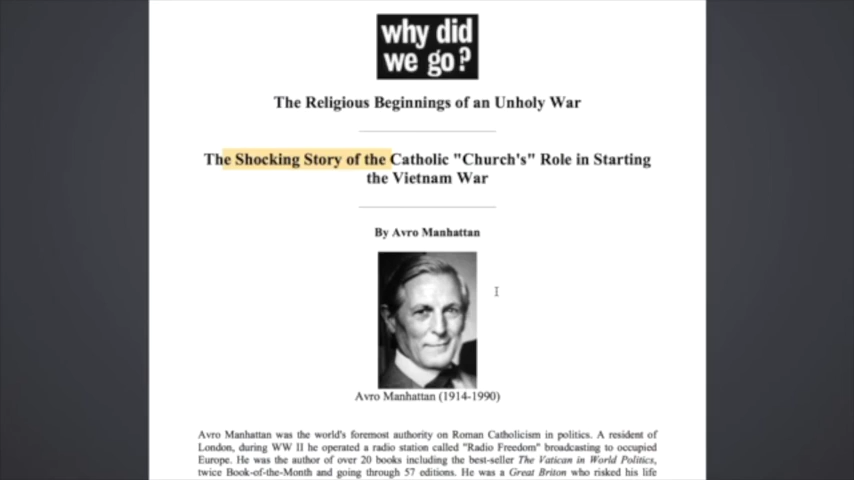 why did
we go?
The Religious Beginnings of an Unholy War
The Shocking Story of the Catholic "Church's" Role in Starting
the Vietnam War
By Avro Manhattan
Avro Manhattan (1914-1990)
Avro Manhattan was the world's foremost authority on Roman Catholicism in politics. A resident of
London, during WW II he operated a radio station called "Radio Freedom" broadcasting to occupied
Europe. He was the author of over 20 books including the best-seller The Vatican in World Politics,
twice Book-of-the-Month and going through 57 editions. He was a Great Briton who risked his life